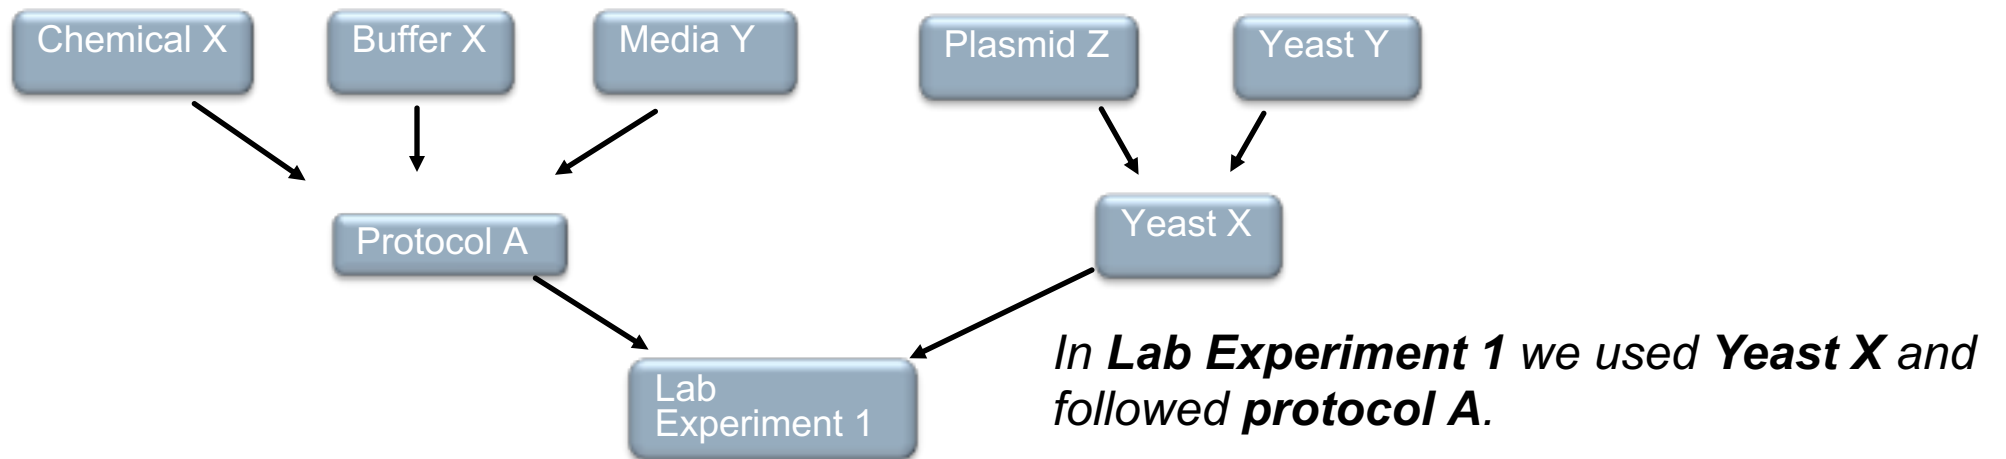 Chemical X
Buffer X
Media Y
Plasmid Z
Yeast Y
Protocol A
Yeast X
Lab
Experiment 1
In Lab Experiment 1 we used Yeast X and
followed protocol A.